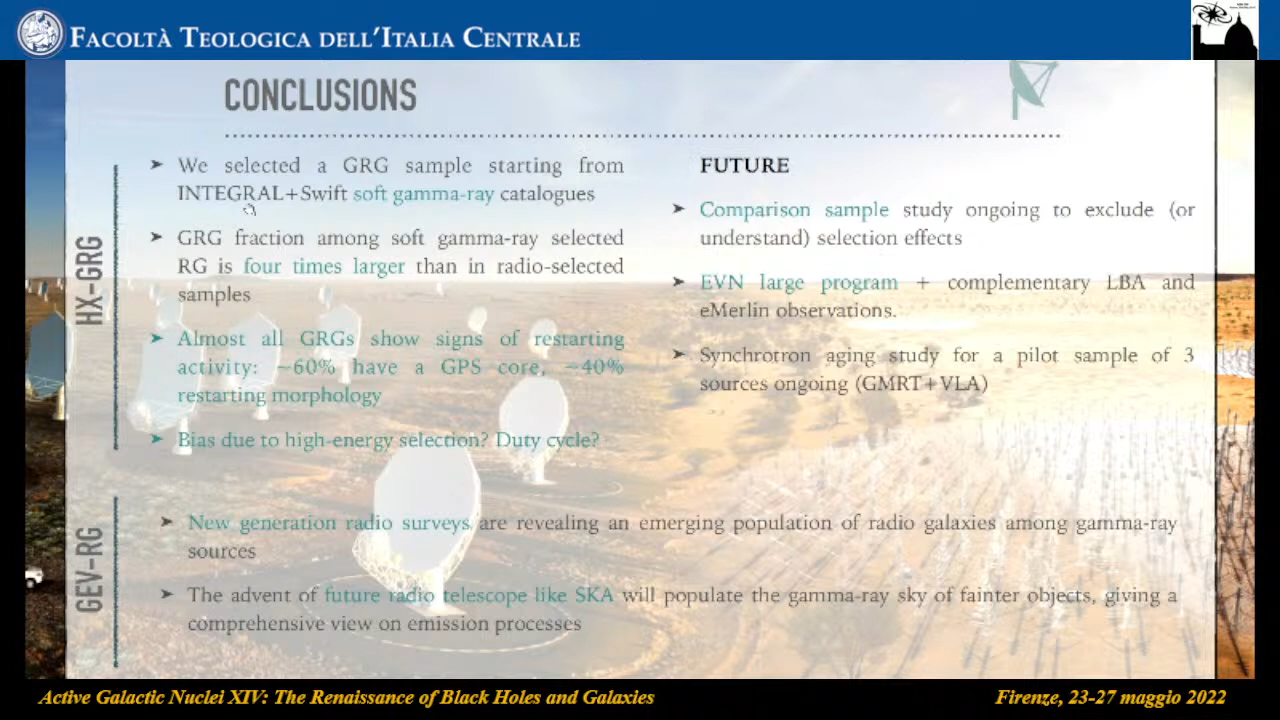 FACOLTÀ TEOLOGICA DELL'ITALIA CENTRALE
CONCLUSIONS
HX-GRG
➤ We selected a GRG sample starting from
INTEGRAL+Swift soft gamma-ray catalogues
➤ GRG fraction among soft gamma-ray selected
RG is four times larger than in radio-selected
samples
➤ Almost all GRGs show signs of restarting
activity: ~60% have a GPS core, ~40%
restarting morphology
➤ Bias due to high-energy selection? Duty cycle?
FUTURE
➤ Comparison sample study ongoing to exclude (or
understand) selection effects
➤ EVN large program + complementary LBA and
eMerlin observations.
➤ Synchrotron aging study for a pilot sample of 3
sources ongoing (GMRT+VLA)
GEV-RG
➤ New generation radio surveys are revealing an emerging population of radio galaxies among gamma-ray
sources
➤ The advent of future radio telescope like SKA will populate the gamma-ray sky of fainter objects, giving a
comprehensive view on emission processes
Active Galactic Nuclei XIV: The Renaissance of Black Holes and Galaxies
Firenze, 23-27 maggio 2022